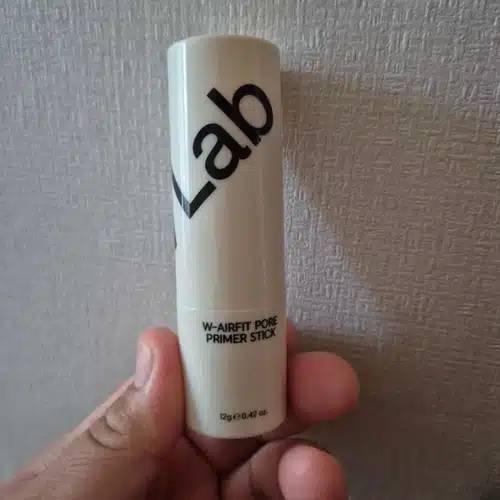 Lab
W-AIRFIT PORE
PRIMER STICK
12g ℮ 0.42 oz.